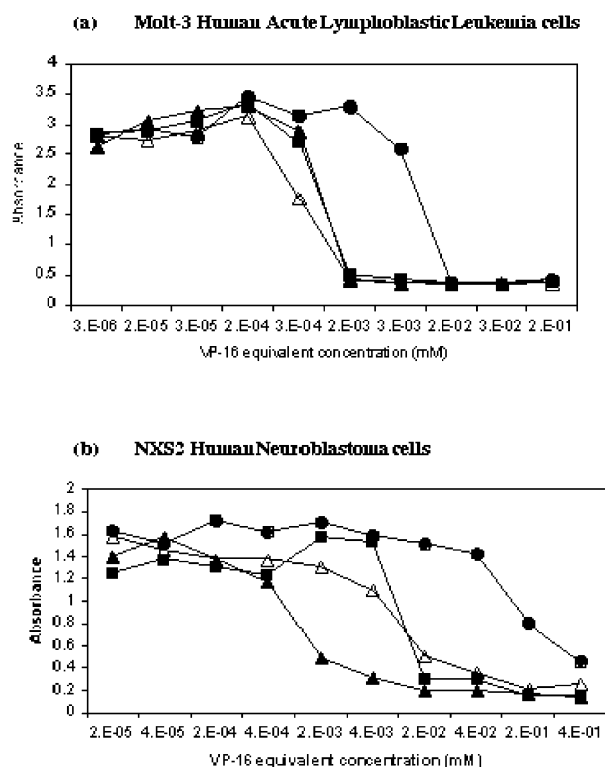 (a) Molt-3 Human Acute Lymphoblastic Leukemia cells
4
3.5
3
2.5
2
1.5
1
0.5
0
Absorbance
3.E-06 2.E-05 3.E-05 2.E-04 3.E-04 2.E-03 3.E-03 2.E-02 3.E-02 2.E-01
VP-16 equivalent concentration (mM)
(b) NXS2 Human Neuroblastoma cells
2
1.8
1.6
1.4
1.2
1
0.8
0.6
0.4
0.2
0
Absorbance
2.E-05 4.E-05 2.E-04 4.E-04 2.E-03 4.E-03 2.E-02 4.E-02 2.E-01 4.E-01
VP-16 equivalent concentration (mM)